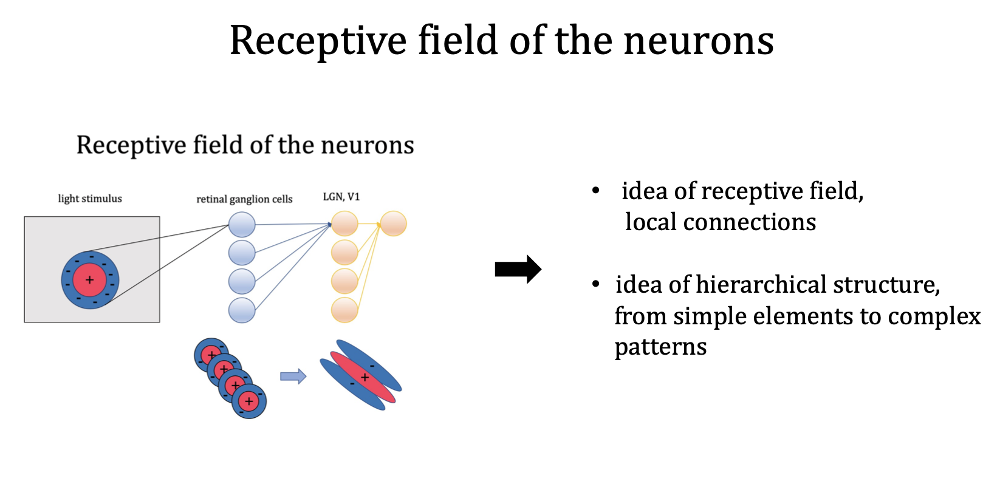 Receptive field of the neurons
Receptive field of the neurons
light stimulus
retinal ganglion cells
LGN, V1
• idea of receptive field,
local connections
• idea of hierarchical structure,
from simple elements to complex
patterns